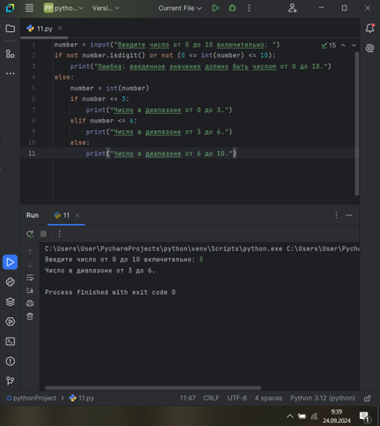 python...
Version...
Current File
11.py
15
1 number = input("Введите число от 0 до 10 включительно: ")
2 if not number.isdigit() or not (0 <= int(number) <= 10):
3 print("Ошибка: введенное значение должно быть числом от 0 до 10.")
4 else:
5 number = int(number)
6 if number <= 3:
7 print("Число в диапазоне от 0 до 3.")
8 elif number <= 6:
9 print("Число в диапазоне от 3 до 6.")
10 else:
11 print("Число в диапазоне от 6 до 10.")
Run 11
C:\Users\User\PycharmProjects\python\venv\Scripts\python.exe C:\Users\User\Pych
Введите число от 0 до 10 включительно: 5
Число в диапазоне от 3 до 6.
Process finished with exit code 0
pythonProject > 11.py 11:47 CRLF UTF-8 4 spaces Python 3.12 (python)
9:39
24.09.2024